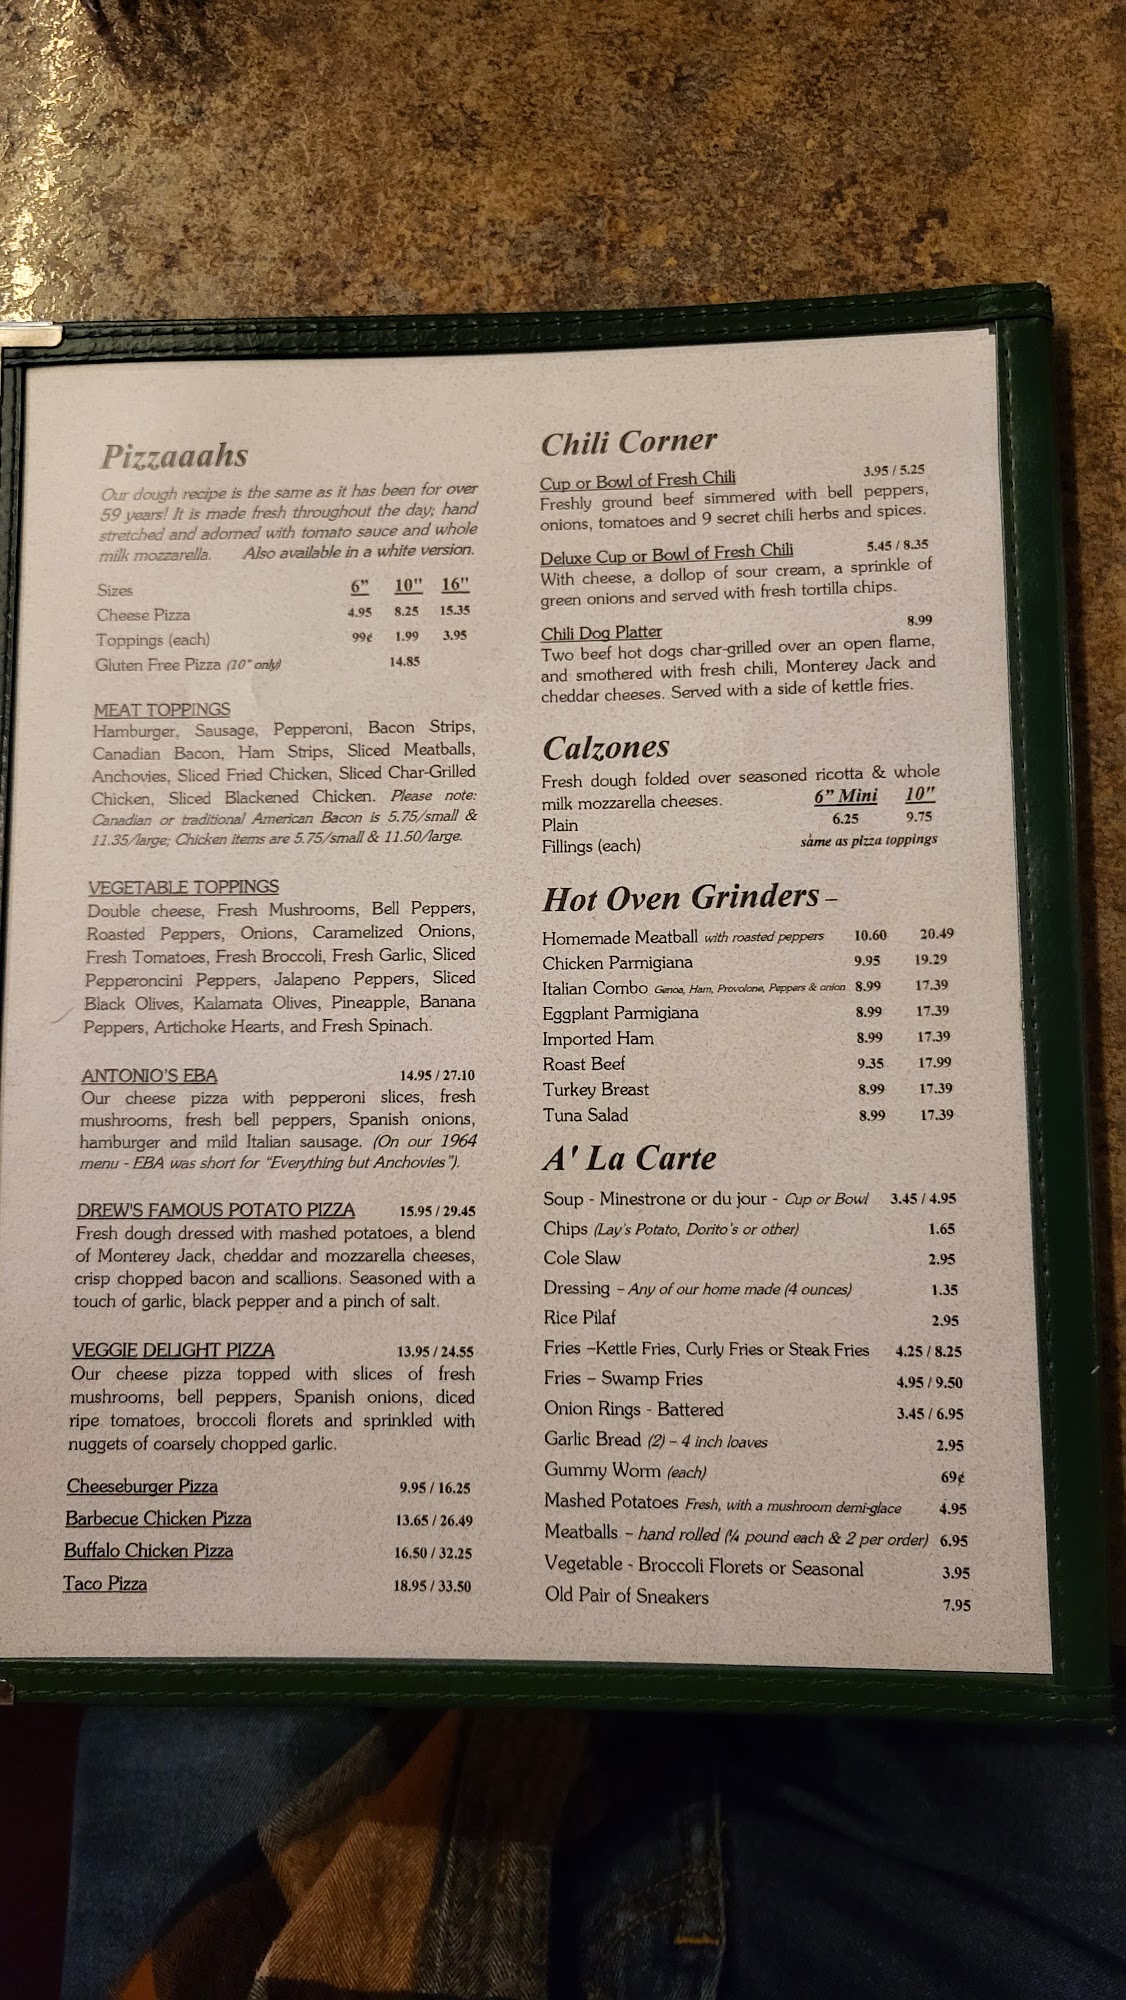 Pizzaaahs
Our dough recipe is the same as it has been for over
59 years! It is made fresh throughout the day; hand
stretched and adorned with tomato sauce and whole
milk mozzarella. Also available in a white version.
Sizes 6" 10" 16"
Cheese Pizza 4.95 8.25 15.35
Toppings (each) 99¢ 1.99 3.95
Gluten Free Pizza (10" only) 14.85
MEAT TOPPINGS
Hamburger, Sausage, Pepperoni, Bacon Strips,
Canadian Bacon, Ham Strips, Sliced Meatballs,
Anchovies, Sliced Fried Chicken, Sliced Char-Grilled
Chicken, Sliced Blackened Chicken. Please note:
Canadian or traditional American Bacon is 5.75/small &
11.35/large; Chicken items are 5.75/small & 11.50/large.
VEGETABLE TOPPINGS
Double cheese, Fresh Mushrooms, Bell Peppers,
Roasted Peppers, Onions, Caramelized Onions,
Fresh Tomatoes, Fresh Broccoli, Fresh Garlic, Sliced
Pepperoncini Peppers, Jalapeno Peppers, Sliced
Black Olives, Kalamata Olives, Pineapple, Banana
Peppers, Artichoke Hearts, and Fresh Spinach.
ANTONIO'S EBA 14.95 / 27.10
Our cheese pizza with pepperoni slices, fresh
mushrooms, fresh bell peppers, Spanish onions,
hamburger and mild Italian sausage. (On our 1964
menu - EBA was short for "Everything but Anchovies").
DREW'S FAMOUS POTATO PIZZA 15.95 / 29.45
Fresh dough dressed with mashed potatoes, a blend
of Monterey Jack, cheddar and mozzarella cheeses,
crisp chopped bacon and scallions. Seasoned with a
touch of garlic, black pepper and a pinch of salt.
VEGGIE DELIGHT PIZZA 13.95 / 24.55
Our cheese pizza topped with slices of fresh
mushrooms, bell peppers, Spanish onions, diced
ripe tomatoes, broccoli florets and sprinkled with
nuggets of coarsely chopped garlic.
Cheeseburger Pizza 9.95 / 16.25
Barbecue Chicken Pizza 13.65 / 26.49
Buffalo Chicken Pizza 16.50 / 32.25
Taco Pizza 18.95 / 33.50
Chili Corner
Cup or Bowl of Fresh Chili 3.95 / 5.25
Freshly ground beef simmered with bell peppers,
onions, tomatoes and 9 secret chili herbs and spices.
Deluxe Cup or Bowl of Fresh Chili 5.45 / 8.35
With cheese, a dollop of sour cream, a sprinkle of
green onions and served with fresh tortilla chips.
Chili Dog Platter 8.99
Two beef hot dogs char-grilled over an open flame,
and smothered with fresh chili, Monterey Jack and
cheddar cheeses. Served with a side of kettle fries.
Calzones
Fresh dough folded over seasoned ricotta & whole
milk mozzarella cheeses. 6" Mini 10"
Plain 6.25 9.75
Fillings (each) same as pizza toppings
Hot Oven Grinders –
Homemade Meatball with roasted peppers 10.60 20.49
Chicken Parmigiana 9.95 19.29
Italian Combo Genoa, Ham, Provolone, Peppers & onion 8.99 17.39
Eggplant Parmigiana 8.99 17.39
Imported Ham 8.99 17.39
Roast Beef 9.35 17.99
Turkey Breast 8.99 17.39
Tuna Salad 8.99 17.39
A' La Carte
Soup - Minestrone or du jour - Cup or Bowl 3.45 / 4.95
Chips (Lay's Potato, Dorito's or other) 1.65
Cole Slaw 2.95
Dressing – Any of our home made (4 ounces) 1.35
Rice Pilaf 2.95
Fries –Kettle Fries, Curly Fries or Steak Fries 4.25 / 8.25
Fries – Swamp Fries 4.95 / 9.50
Onion Rings - Battered 3.45 / 6.95
Garlic Bread (2) – 4 inch loaves 2.95
Gummy Worm (each) 69¢
Mashed Potatoes Fresh, with a mushroom demi-glace 4.95
Meatballs – hand rolled (¼ pound each & 2 per order) 6.95
Vegetable - Broccoli Florets or Seasonal 3.95
Old Pair of Sneakers 7.95